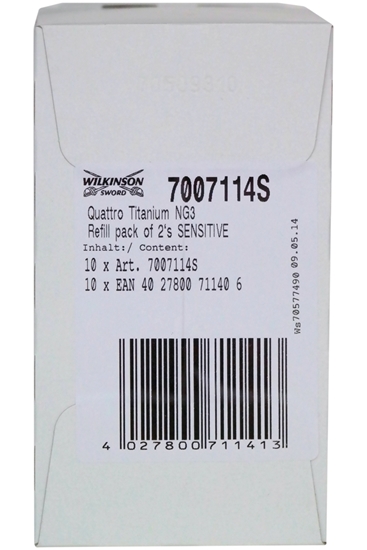 WILKINSON
SWORD
7007114S
Quattro Titanium NG3
Refill pack of 2's SENSITIVE
Inhalt:/ Content:
10 x Art. 7007114S
10 x EAN 40 27800 71140 6
Ws70577490 09.05.14
4 027800 711413